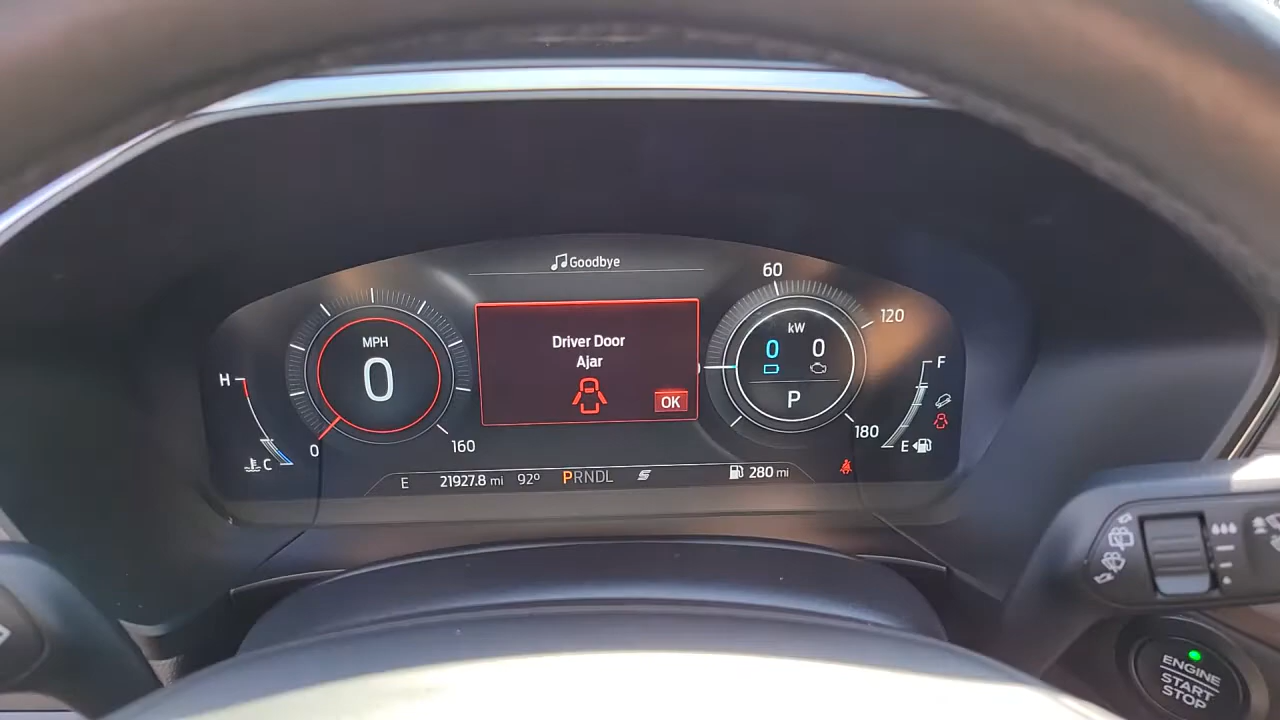 Goodbye
60
120
180
kW
0 0
P
MPH
0
0
160
Driver Door
Ajar
OK
H
C
F
E
E 21927.8 mi 92° PRNDL 280 mi
ENGINE
START
STOP